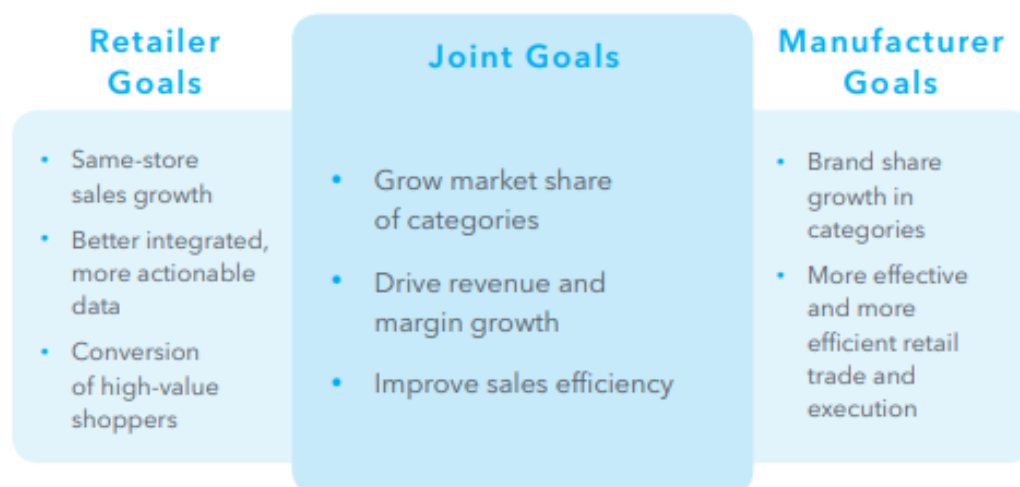 Retailer
Goals
• Same-store
sales growth
• Better integrated,
more actionable
data
• Conversion
of high-value
shoppers
Joint Goals
• Grow market share
of categories
• Drive revenue and
margin growth
• Improve sales efficiency
Manufacturer
Goals
• Brand share
growth in
categories
• More effective
and more
efficient retail
trade and
execution